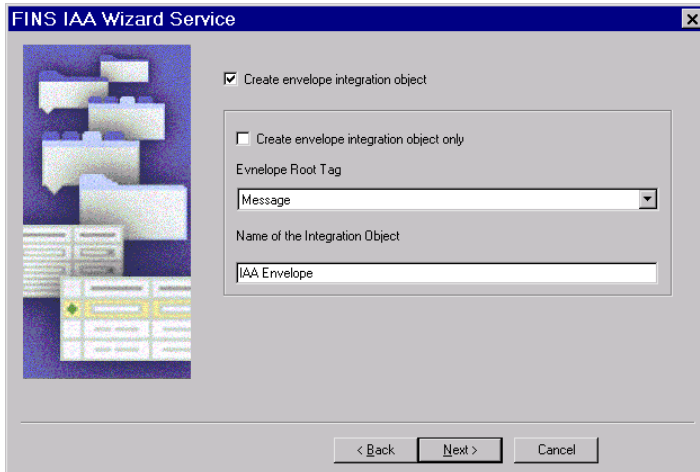 FINS IAA Wizard Service
Create envelope integration object
Create envelope integration object only
Evnelope Root Tag
Message
Name of the Integration Object
IAA Envelope
< Back
Next >
Cancel